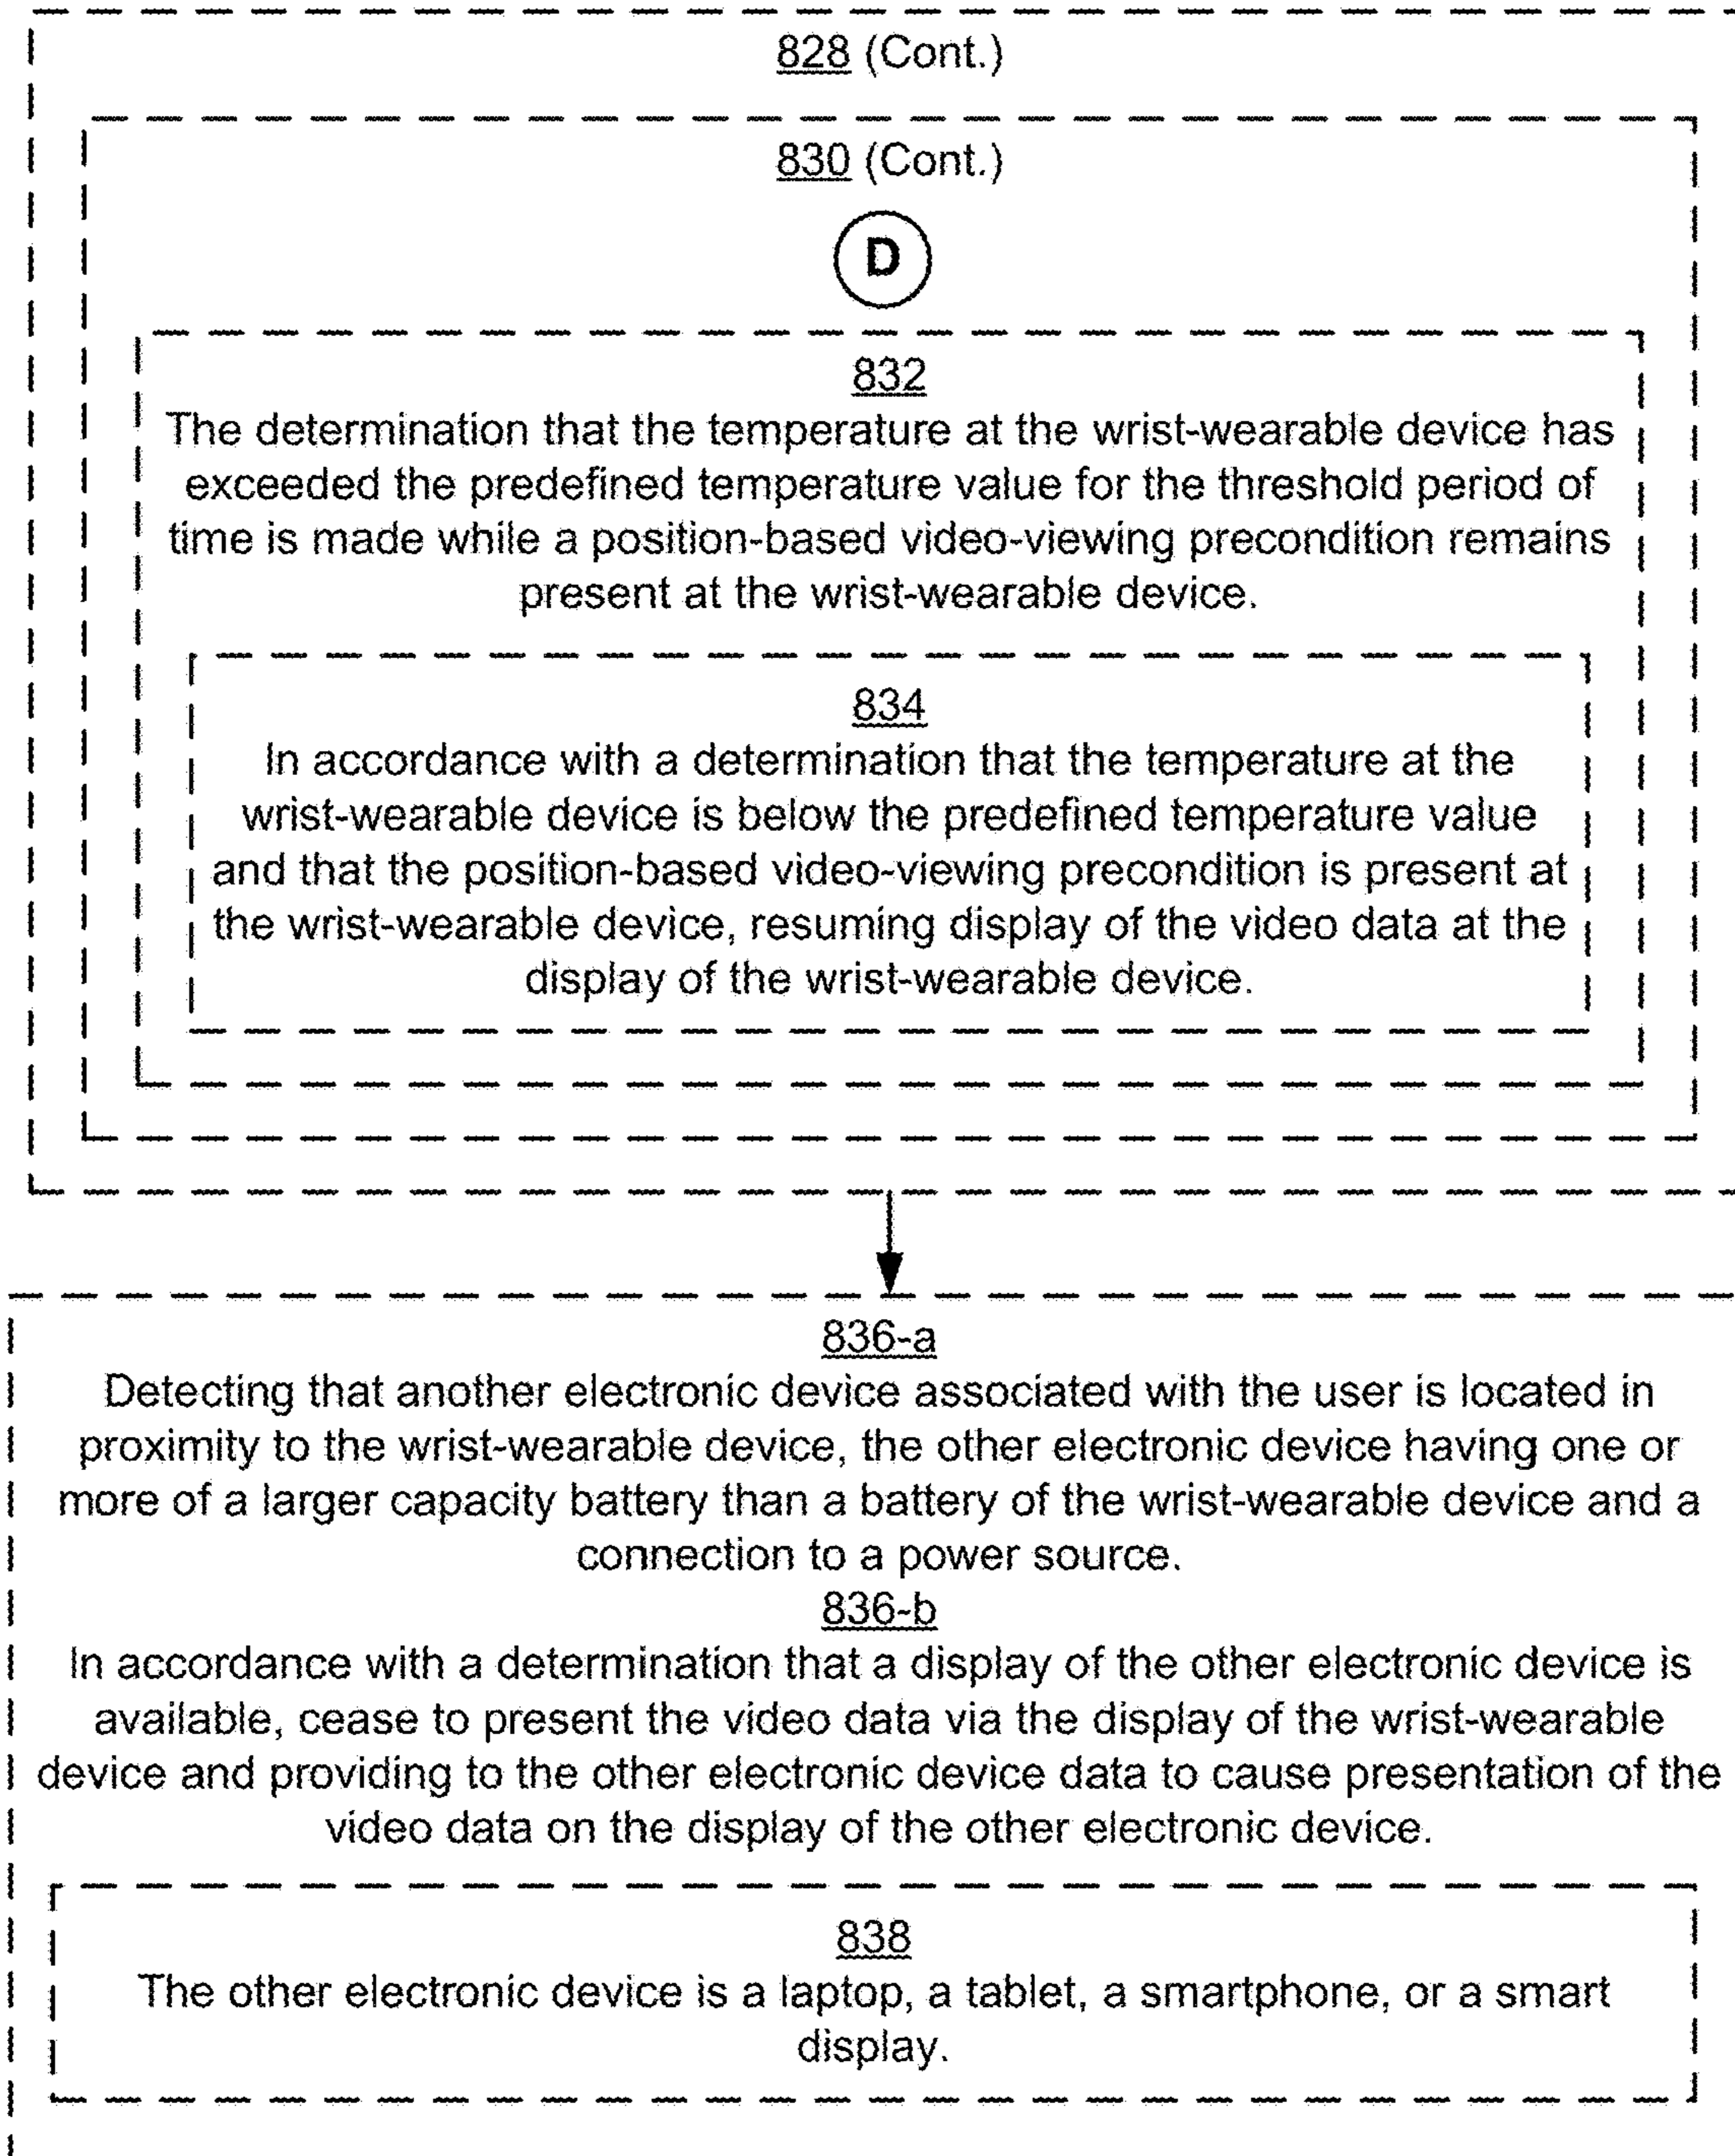 828 (Cont.)
830 (Cont.)
D
832
The determination that the temperature at the wrist-wearable device has
exceeded the predefined temperature value for the threshold period of
time is made while a position-based video-viewing precondition remains
present at the wrist-wearable device.
834
In accordance with a determination that the temperature at the
wrist-wearable device is below the predefined temperature value
and that the position-based video-viewing precondition is present at
the wrist-wearable device, resuming display of the video data at the
display of the wrist-wearable device.
836-a
Detecting that another electronic device associated with the user is located in
proximity to the wrist-wearable device, the other electronic device having one or
more of a larger capacity battery than a battery of the wrist-wearable device and a
connection to a power source.
836-b
In accordance with a determination that a display of the other electronic device is
available, cease to present the video data via the display of the wrist-wearable
device and providing to the other electronic device data to cause presentation of the
video data on the display of the other electronic device.
838
The other electronic device is a laptop, a tablet, a smartphone, or a smart
display.